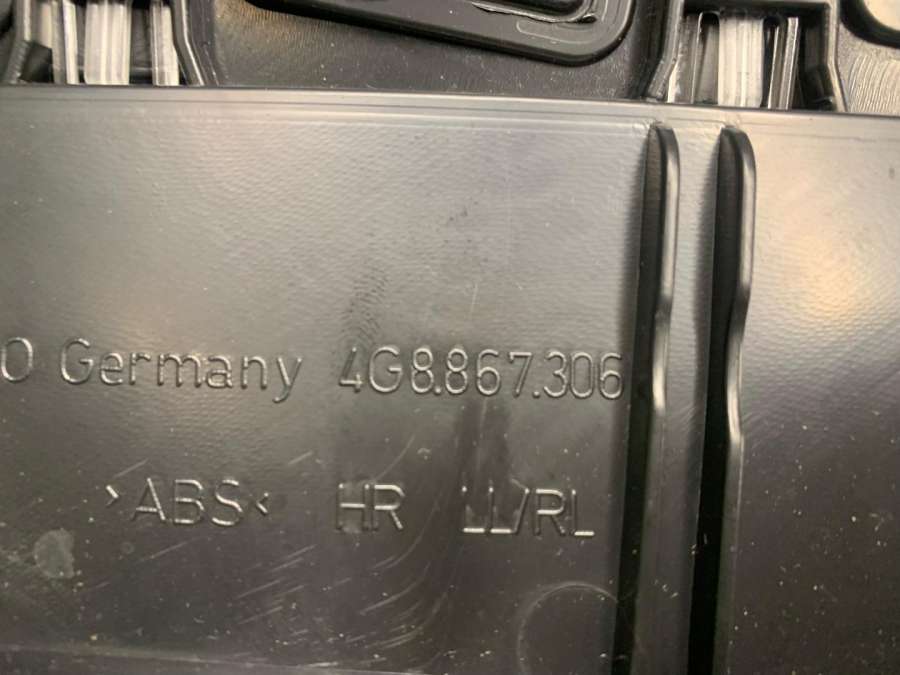 O Germany 4G8.867.306
>ABS< HR LL/RL